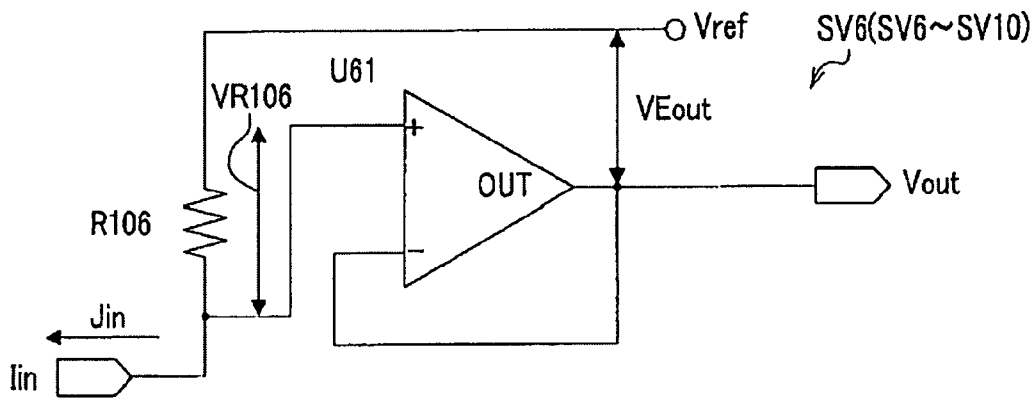 Vref
SV6(SV6~SV10)
U61
VR106
VEout
+
OUT
Vout
R106
−
Jin
Iin